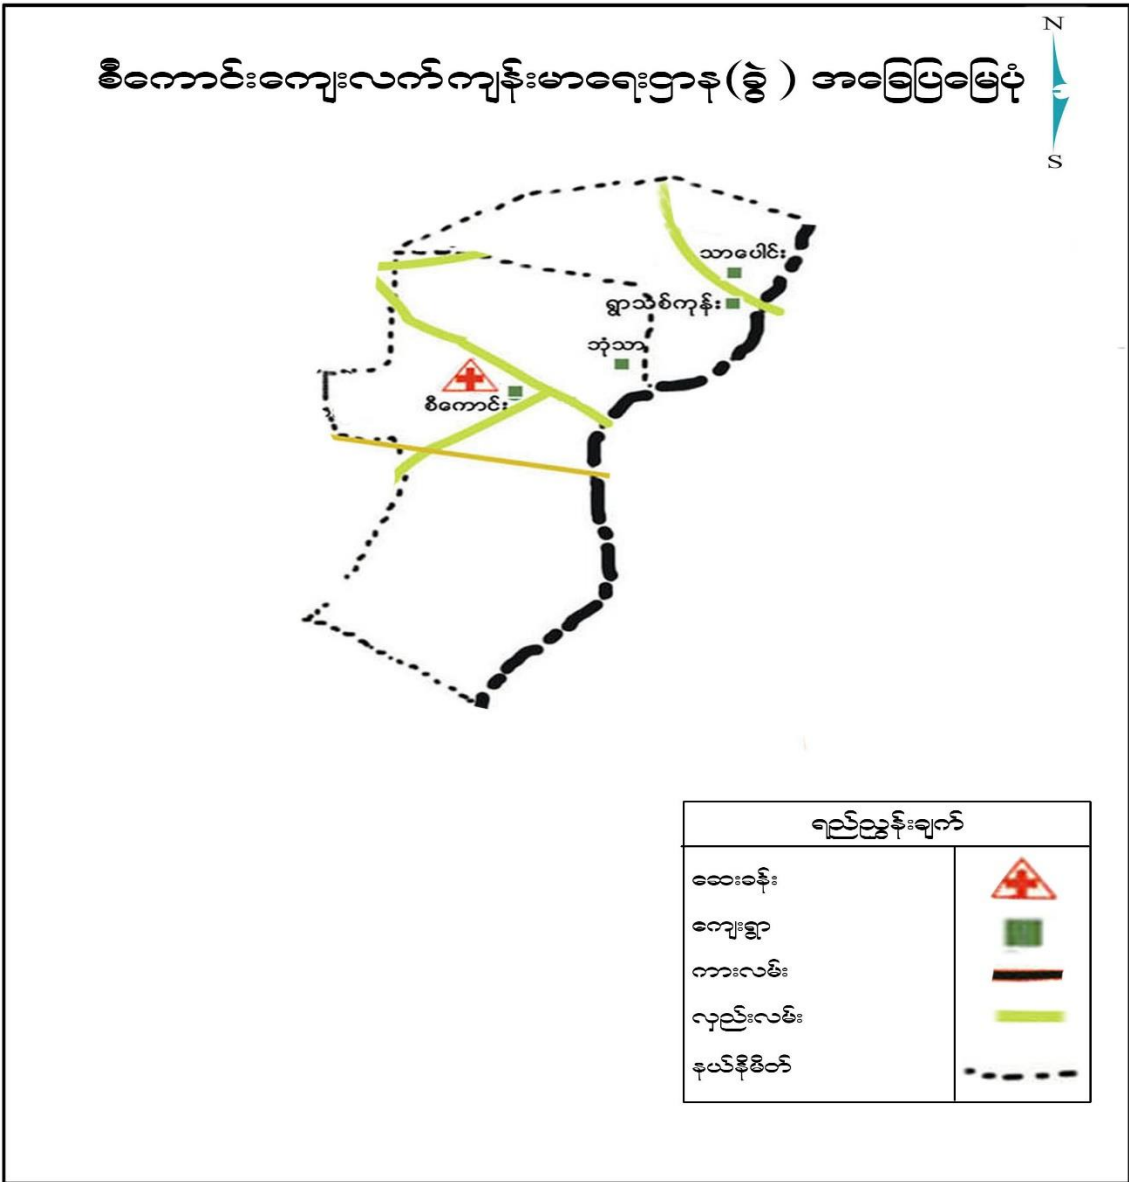 N
စီကောင်းကျေးလက်ကျန်းမာရေးဌာန(ခွဲ ) အခြေပြမြေပုံ
S
သာပေါင်း
ရွာသစ်ကုန်း
ဘုံသာ
စီကောင်း
ရည်ညွှန်းချက်
ဆေးခန်း
ကျေးရွာ
ကားလမ်း
လှည်းလမ်း
နယ်နိမိတ်